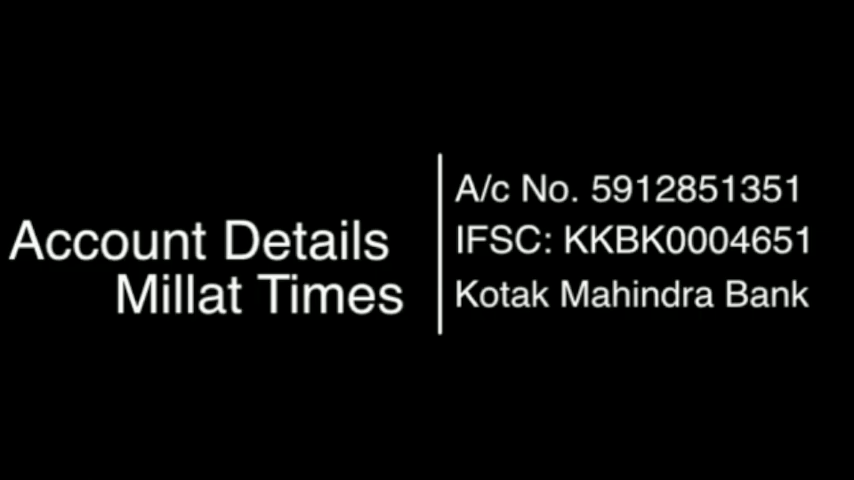 Account Details
Millat Times
A/c No. 5912851351
IFSC: KKBK0004651
Kotak Mahindra Bank